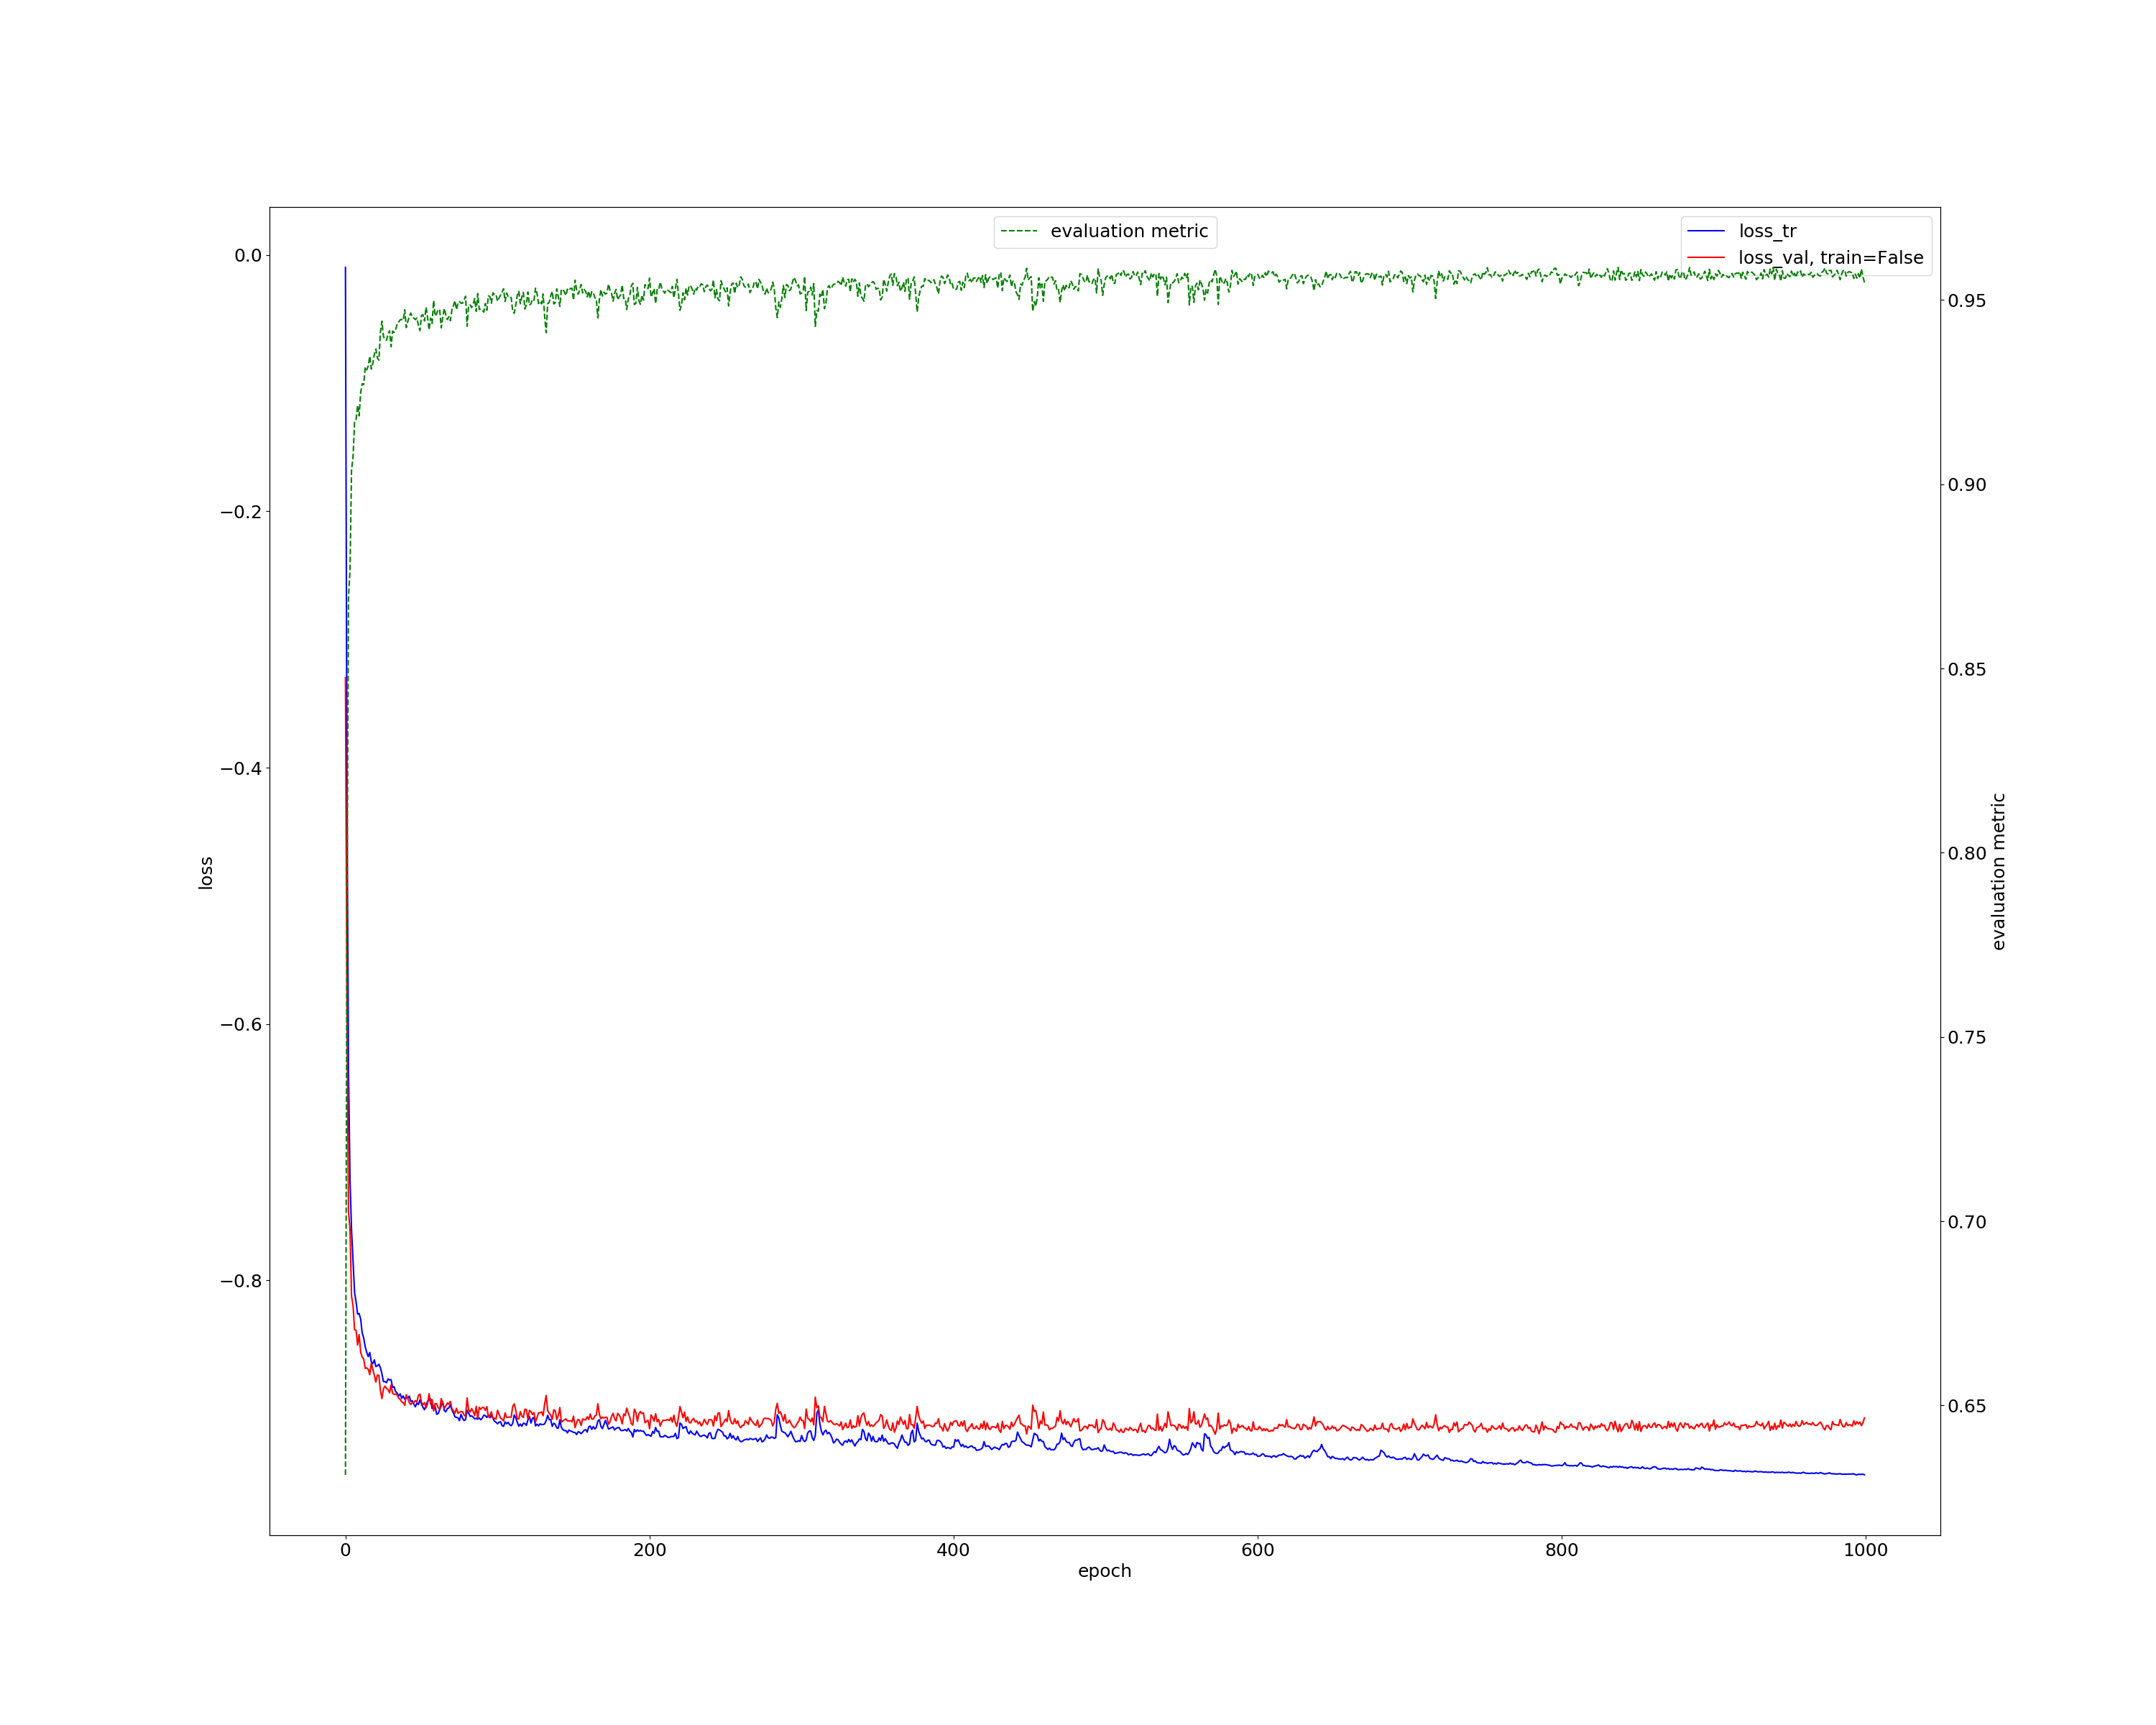 evaluation metric
loss_tr
loss_val, train=False
0.0
−0.2
−0.4
−0.6
−0.8
loss
0.95
0.90
0.85
0.80
0.75
0.70
0.65
evaluation metric
0 200 400 600 800 1000
epoch